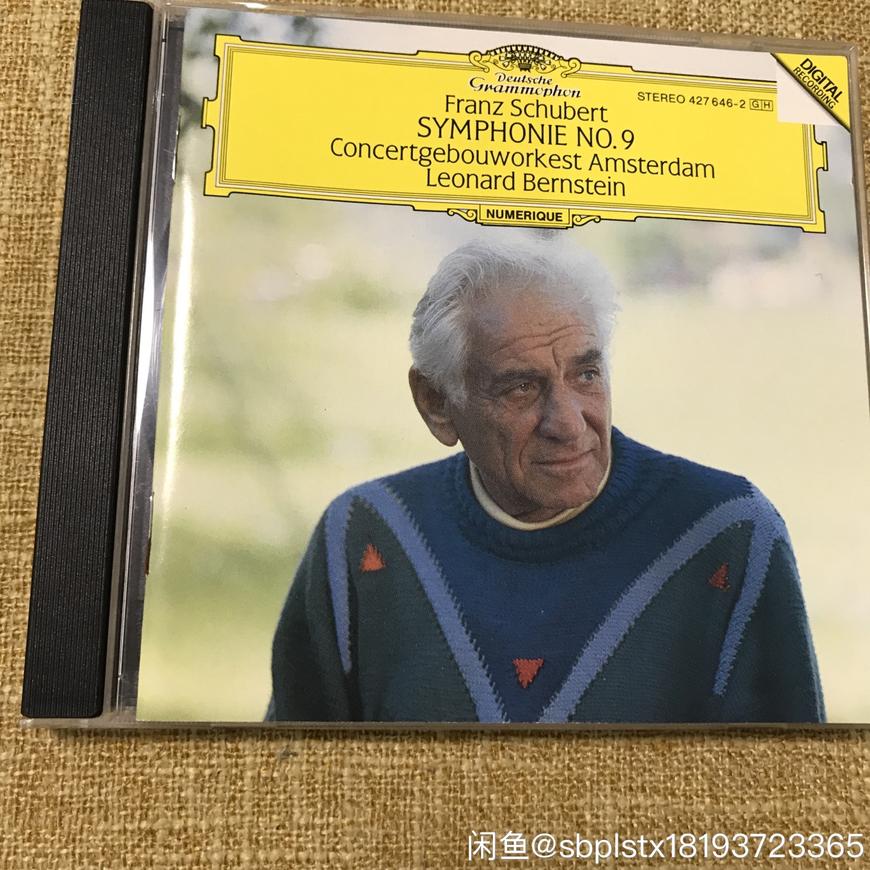 Deutsche
Grammophon
STEREO 427 646-2 GH
DIGITAL
RECORDING
Franz Schubert
SYMPHONIE NO.9
Concertgebouworkest Amsterdam
Leonard Bernstein
NUMERIQUE
闲鱼@sbplstx18193723365